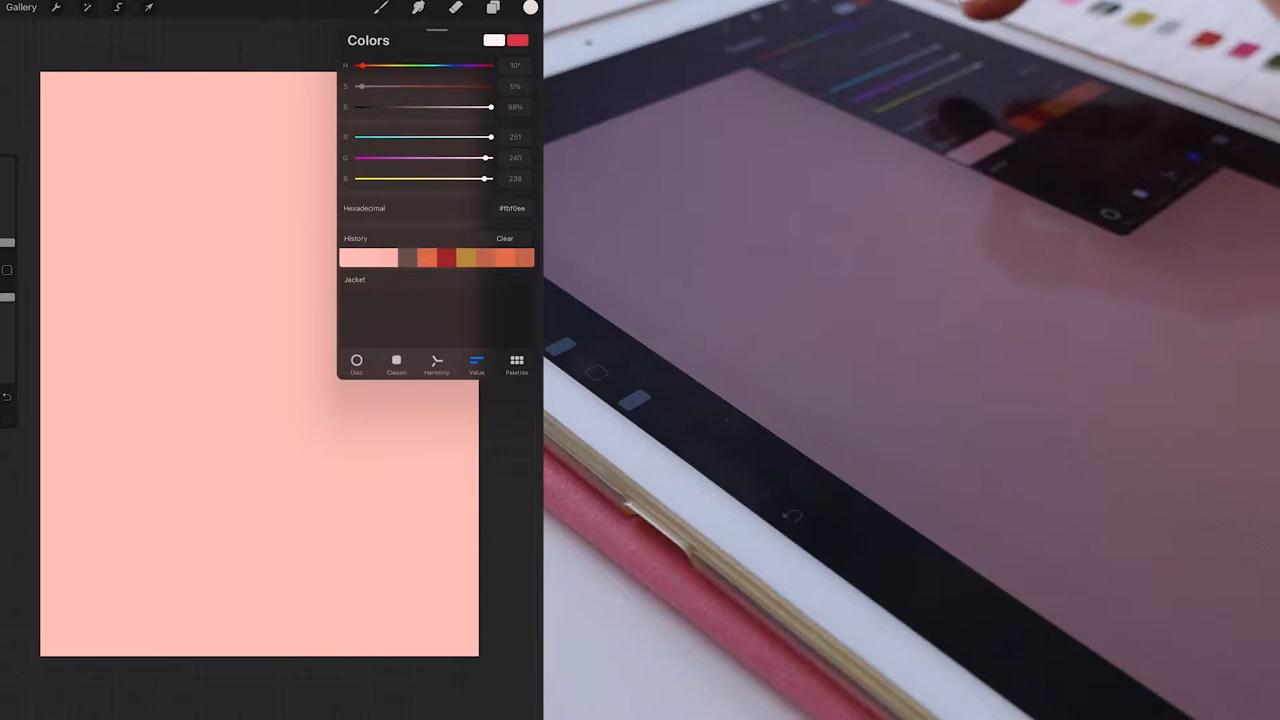 Gallery
Colors
H 10°
S 5%
B 98%
R 251
G 240
B 238
Hexadecimal #fbf0ee
History Clear
Jacket
Disc Classic Harmony Value Palettes